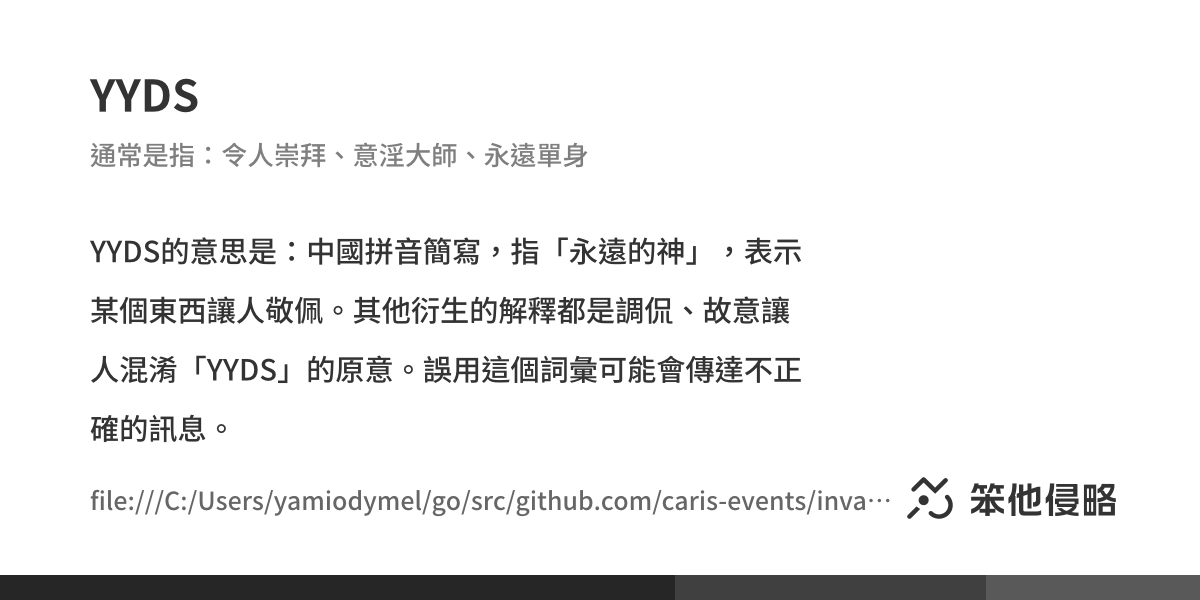 YYDS
通常是指：令人崇拜、意淫大師、永遠單身
YYDS的意思是：中國拼音簡寫，指「永遠的神」，表示
某個東西讓人敬佩。其他衍生的解釋都是調侃、故意讓
人混淆「YYDS」的原意。誤用這個詞彙可能會傳達不正
確的訊息。
file:///C:/Users/yamiodymel/go/src/github.com/caris-events/inva…
笨他侵略